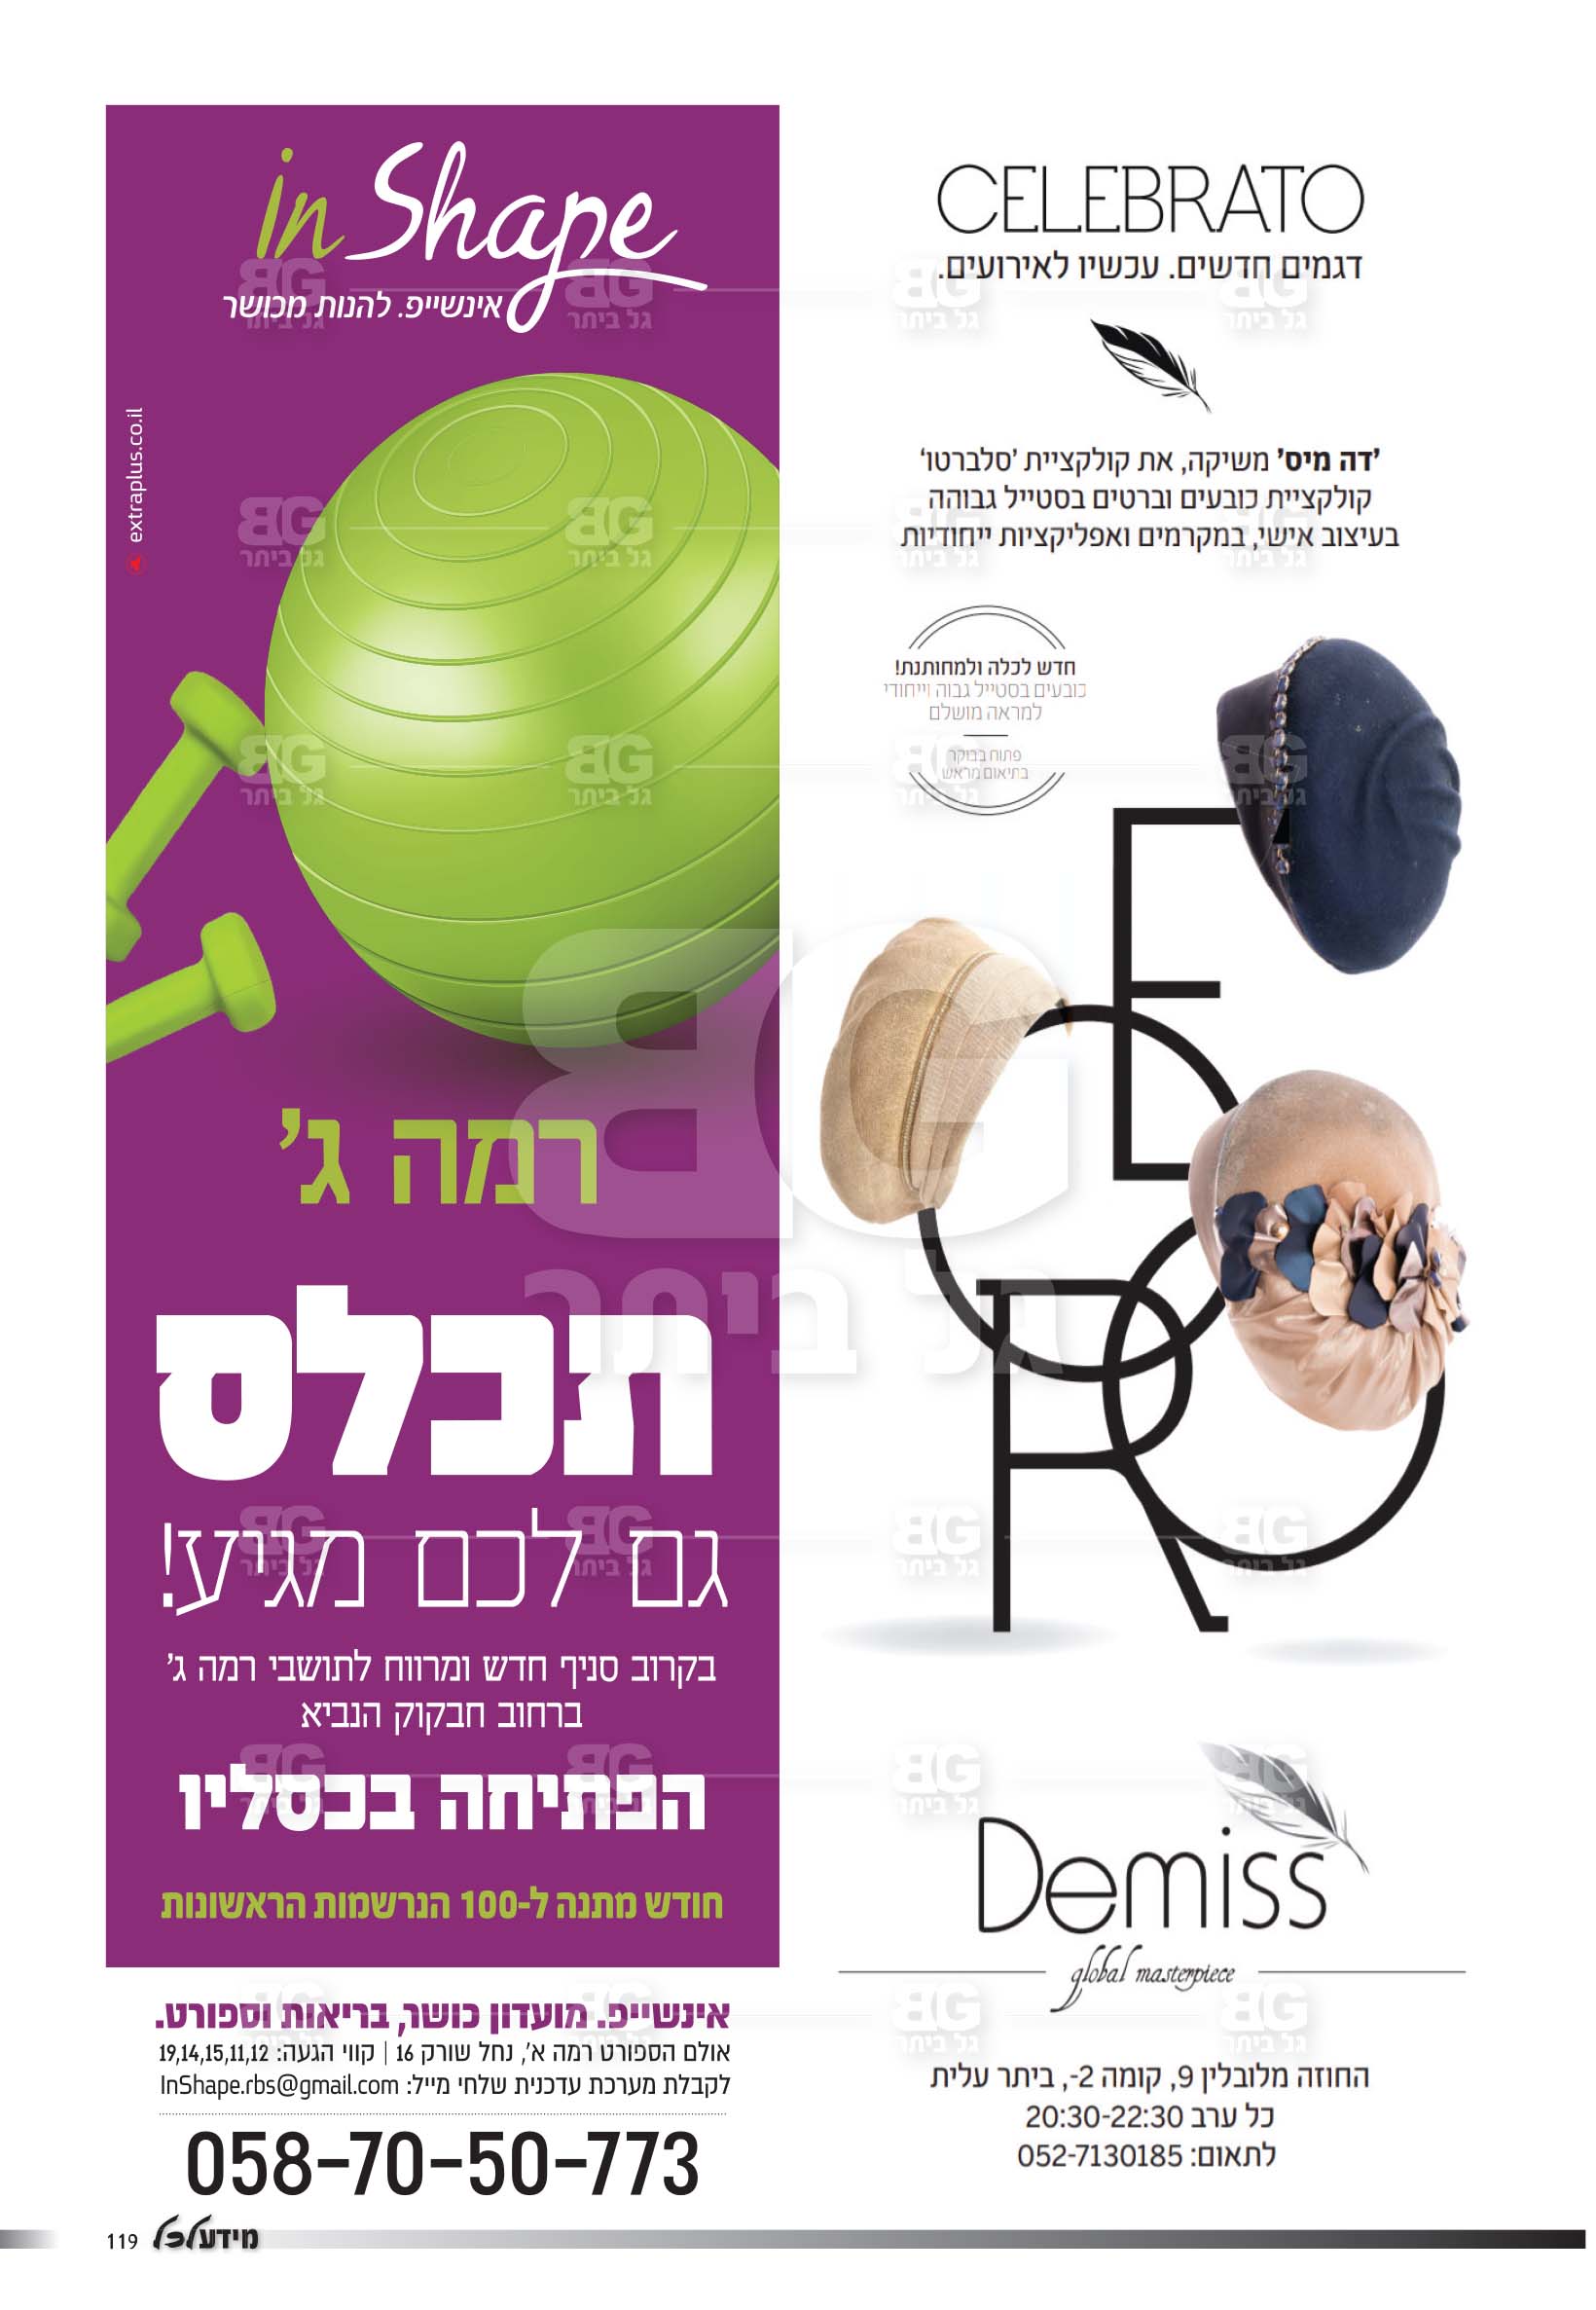 CELEBRATO
דגמים חדשים. עכשיו לאירועים.
'דה מיס' משיקה, את קולקציית 'סלברטו'
קולקציית כובעים וברטים בסטייל גבוהה
בעיצוב אישי, במקרמים ואפליקציות ייחודיות
חדש לכלה ולמחותנת!
כובעים בסטייל גבוה וייחודי
למראה מושלם
פתוח בבוקר
בתיאום מראש
Demiss
global masterpiece
החוזה מלובלין 9, קומה 2-, ביתר עלית
כל ערב 20:30-22:30
לתאום: 052-7130185
in Shape
אינשייפ. להנות מכושר
extraplus.co.il
רמה ג'
תכלס
גם לכם מגיע!
בקרוב סניף חדש ומרווח לתושבי רמה ג'
ברחוב חבקוק הנביא
הפתיחה בכסליו
חודש מתנה ל-100 הנרשמות הראשונות
אינשייפ. מועדון כושר, בריאות וספורט.
אולם הספורט רמה א', נחל שורק 16 | קווי הגעה: 19,14,15,11,12
לקבלת מערכת עדכנית שלחי מייל: InShape.rbs@gmail.com
058-70-50-773
119 מידע לכל
BG
גל ביתר